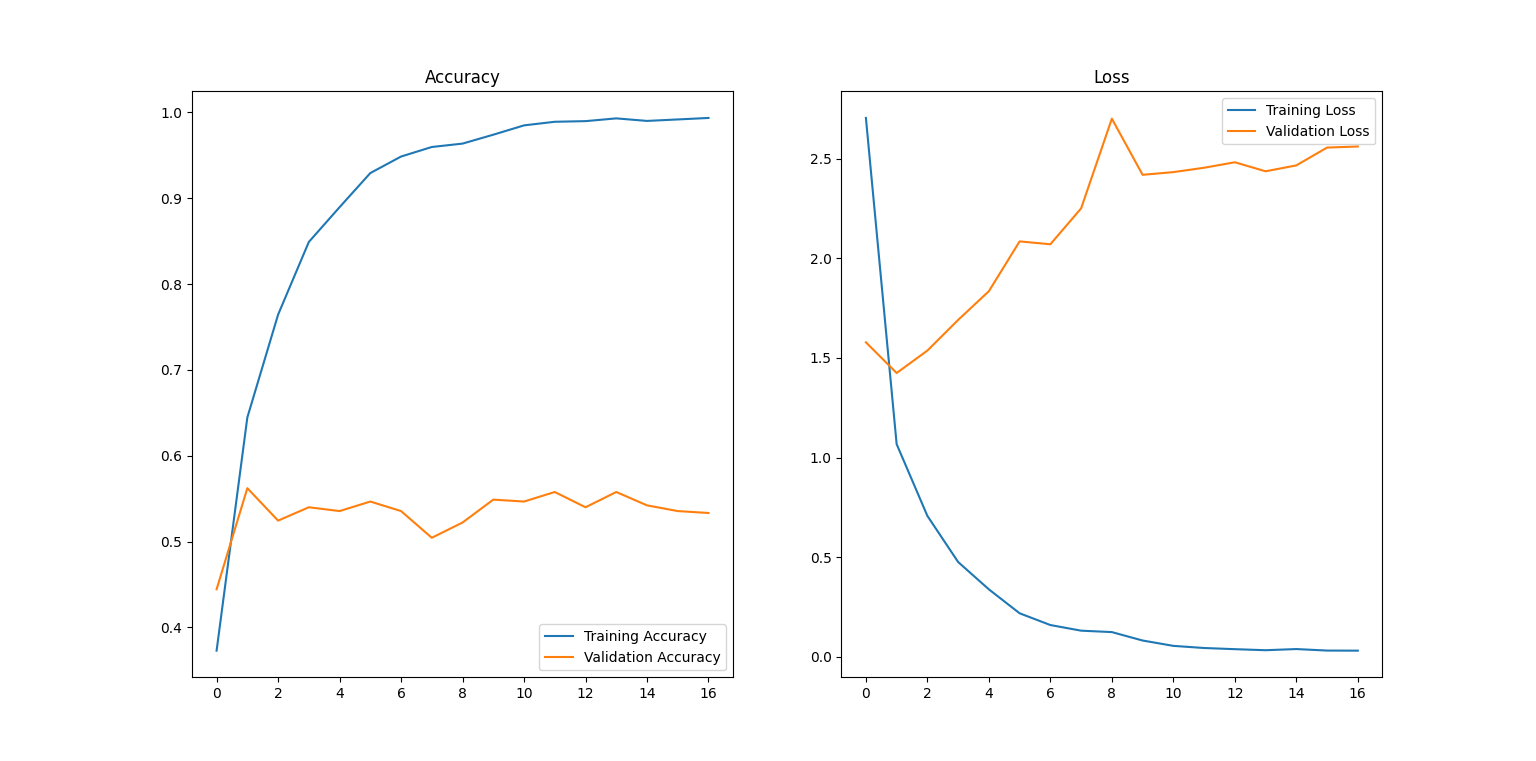 Accuracy
1.0
0.9
0.8
0.7
0.6
0.5
0.4
0 2 4 6 8 10 12 14 16
Training Accuracy
Validation Accuracy
Loss
2.5
2.0
1.5
1.0
0.5
0.0
0 2 4 6 8 10 12 14 16
Training Loss
Validation Loss